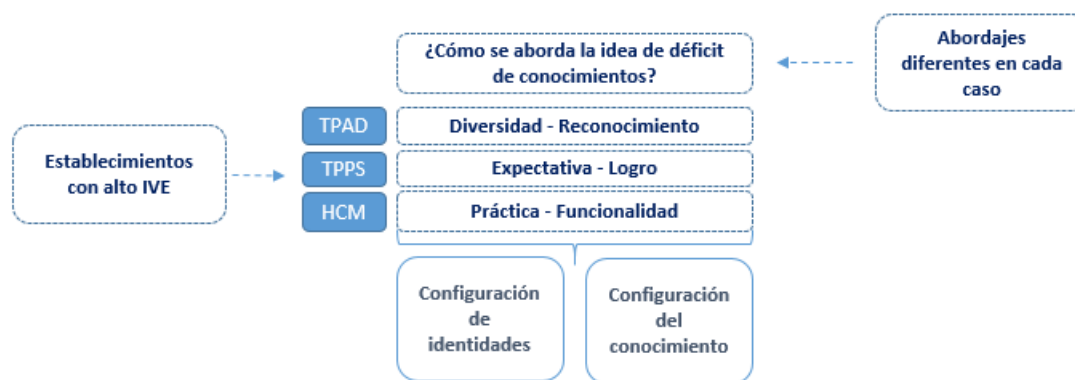 ¿Cómo se aborda la idea de déficit
de conocimientos?
Abordajes
diferentes en cada
caso
Establecimientos
con alto IVE
TPAD
Diversidad - Reconocimiento
TPPS
Expectativa - Logro
HCM
Práctica - Funcionalidad
Configuración
de
identidades
Configuración
del
conocimiento